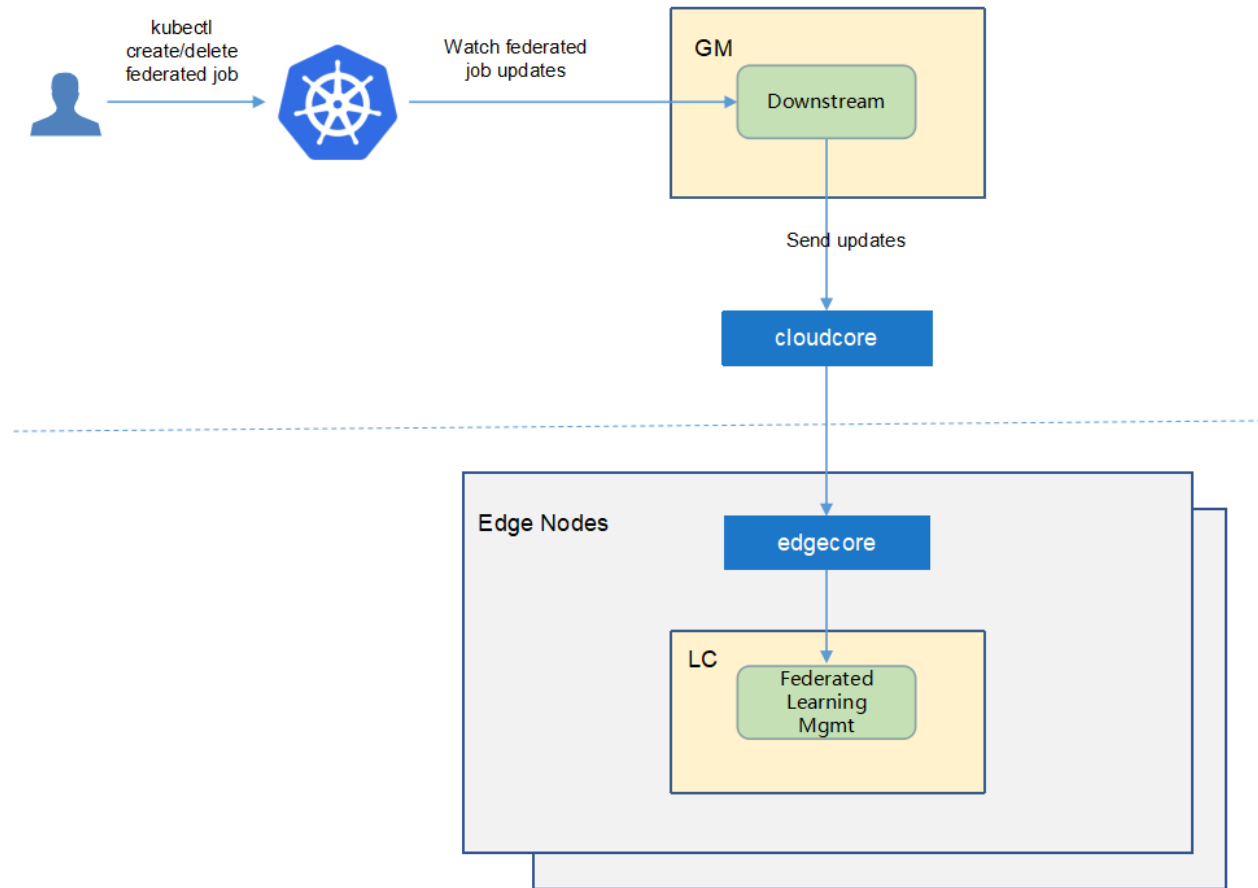 kubectl
create/delete
federated job
Watch federated
job updates
GM
Downstream
Send updates
cloudcore
Edge Nodes
edgecore
LC
Federated
Learning
Mgmt